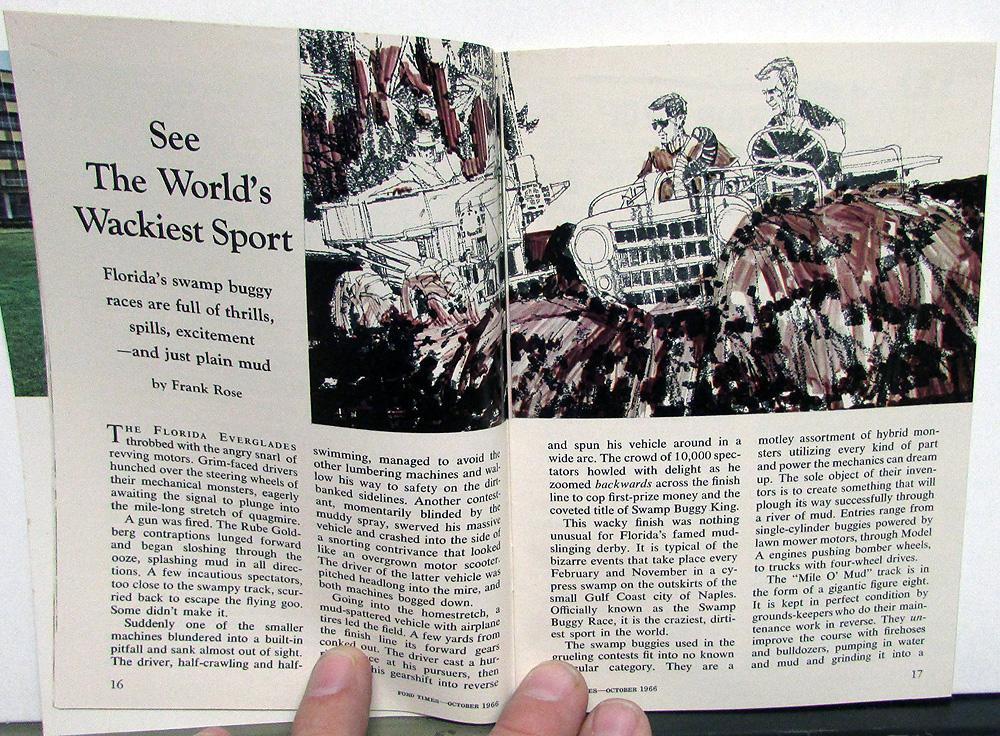 See
The World's
Wackiest Sport
Florida's swamp buggy
races are full of thrills,
spills, excitement
—and just plain mud
by Frank Rose
THE FLORIDA EVERGLADES
throbbed with the angry snarl of
revving motors. Grim-faced drivers
hunched over the steering wheels of
their mechanical monsters, eagerly
awaiting the signal to plunge into
the mile-long stretch of quagmire.
A gun was fired. The Rube Gold-
berg contraptions lunged forward
and began sloshing through the
ooze, splashing mud in all direc-
tions. A few incautious spectators,
too close to the swampy track, scur-
ried back to escape the flying goo.
Some didn't make it.
Suddenly one of the smaller
machines blundered into a built-in
pitfall and sank almost out of sight.
The driver, half-crawling and half-
16
swimming, managed to avoid the
other lumbering machines and wal-
low his way to safety on the dirt-
banked sidelines. Another contest-
ant, momentarily blinded by the
muddy spray, swerved his massive
vehicle and crashed into the side of
a snorting contrivance that looked
like an overgrown motor scooter.
The driver of the latter vehicle was
pitched headlong into the mire, and
both machines bogged down.
Going into the homestretch, a
mud-spattered vehicle with airplane
tires led the field. A few yards from
the finish line, its forward gears
conked out. The driver cast a hur-
at his pursuers, then
his gearshift into reverse
FORD TIMES—OCTOBER 1966
and spun his vehicle around in a
wide arc. The crowd of 10,000 spec-
tators howled with delight as he
zoomed backwards across the finish
line to cop first-prize money and the
coveted title of Swamp Buggy King.
This wacky finish was nothing
unusual for Florida's famed mud-
slinging derby. It is typical of the
bizarre events that take place every
February and November in a cy-
press swamp on the outskirts of the
small Gulf Coast city of Naples.
Officially known as the Swamp
Buggy Race, it is the craziest, dirti-
est sport in the world.
The swamp buggies used in the
grueling contests fit into no known
category. They are a
ES—OCTOBER 1966
motley assortment of hybrid mon-
sters utilizing every kind of part
and power the mechanics can dream
up. The sole object of their inven-
tors is to create something that will
plough its way successfully through
a river of mud. Entries range from
single-cylinder buggies powered by
lawn mower motors, through Model
A engines pushing bomber wheels,
to trucks with four-wheel drives.
The "Mile O' Mud" track is in
the form of a gigantic figure eight.
It is kept in perfect condition by
grounds-keepers who do their main-
tenance work in reverse. They un-
improve the course with firehoses
and bulldozers, pumping in water
and mud and grinding it into a
17